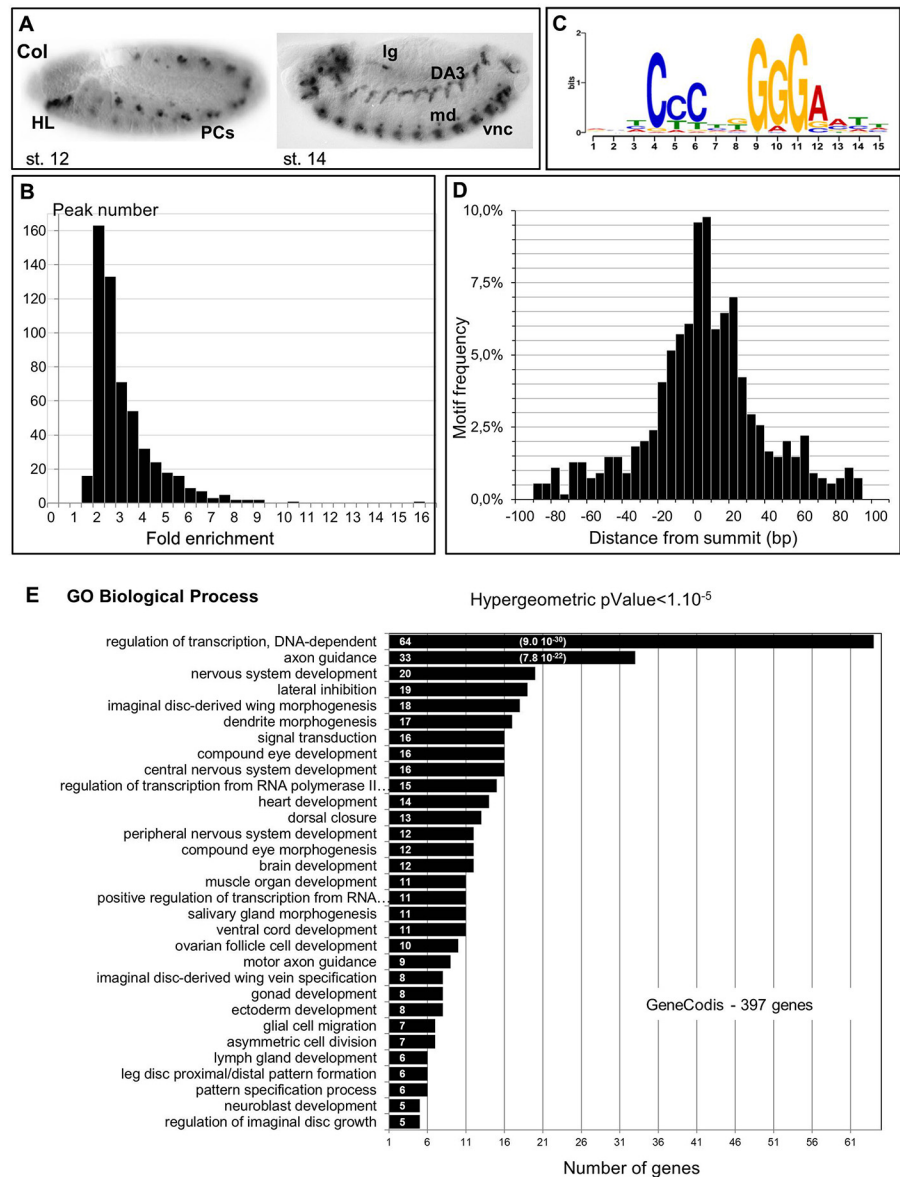 A
Col
HL
PCs
st. 12
lg
DA3
md
vnc
st. 14
C
bits
2
1
0
C C C G G G A
1 2 3 4 5 6 7 8 9 10 11 12 13 14 15
B
Peak number
160
140
120
100
80
60
40
20
0
0 1 2 3 4 5 6 7 8 9 10 11 12 13 14 15 16
Fold enrichment
D
Motif frequency
10,0%
7,5%
5,0%
2,5%
0,0%
-100 -80 -60 -40 -20 0 20 40 60 80 100
Distance from summit (bp)
E GO Biological Process
Hypergeometric pValue<1.10-5
regulation of transcription, DNA-dependent 64 (9.0 10-30)
axon guidance 33 (7.8 10-22)
nervous system development 20
lateral inhibition 19
imaginal disc-derived wing morphogenesis 18
dendrite morphogenesis 17
signal transduction 16
compound eye development 16
central nervous system development 16
regulation of transcription from RNA polymerase II… 15
heart development 14
dorsal closure 13
peripheral nervous system development 12
compound eye morphogenesis 12
brain development 12
muscle organ development 11
positive regulation of transcription from RNA… 11
salivary gland morphogenesis 11
ventral cord development 11
ovarian follicle cell development 10
motor axon guidance 9
imaginal disc-derived wing vein specification 8
gonad development 8
ectoderm development 8
glial cell migration 7
asymmetric cell division 7
lymph gland development 6
leg disc proximal/distal pattern formation 6
pattern specification process 6
neuroblast development 5
regulation of imaginal disc growth 5
GeneCodis - 397 genes
1 6 11 16 21 26 31 36 41 46 51 56 61
Number of genes